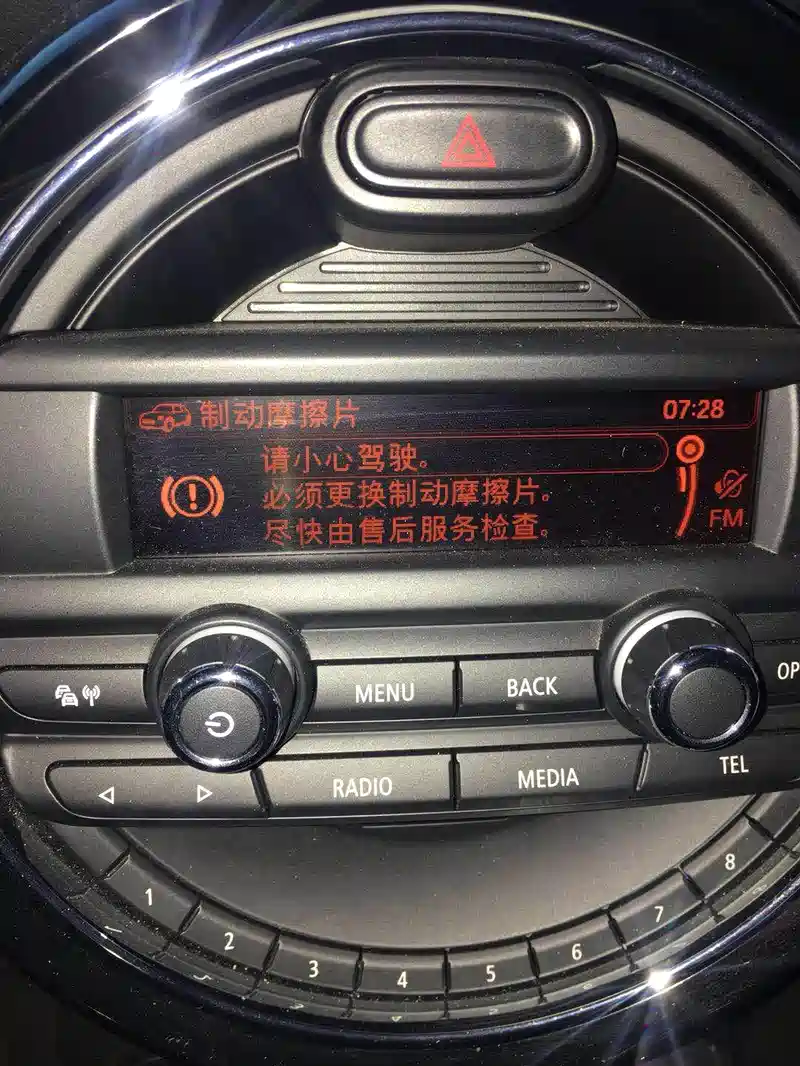 制动摩擦片 07:28
请小心驾驶。
必须更换制动摩擦片。
尽快由售后服务检查。
FM
MENU BACK OP
RADIO MEDIA TEL
1 2 3 4 5 6 7 8